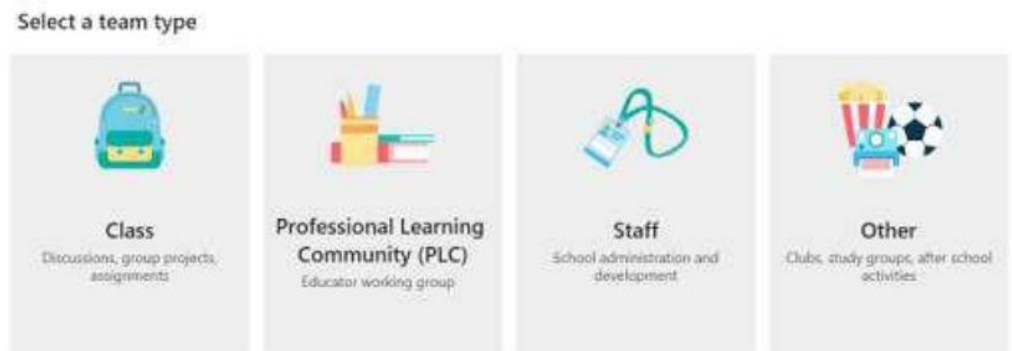 Select a team type
Class
Discussions, group projects,
assignments
Professional Learning
Community (PLC)
Educator working group
Staff
School administration and
development
Other
Clubs, study groups, after school
activities